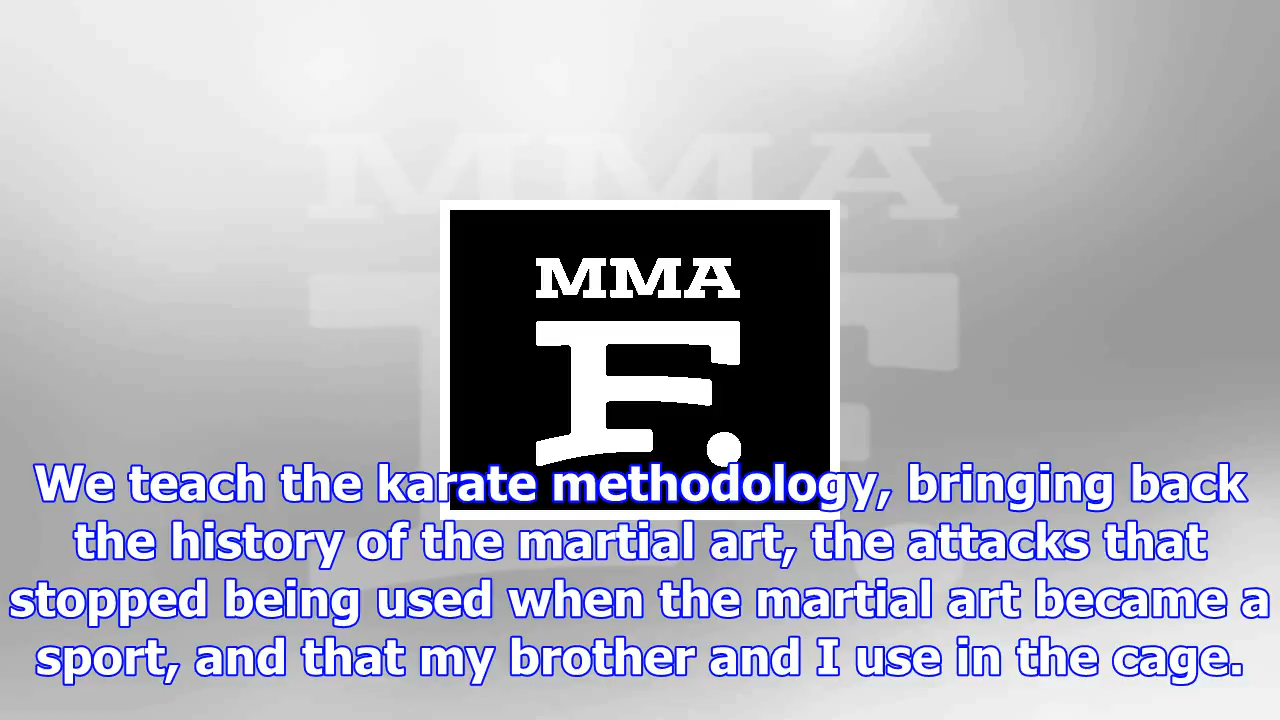 MMA
MMA
F.
We teach the karate methodology, bringing back
the history of the martial art, the attacks that
stopped being used when the martial art became a
sport, and that my brother and I use in the cage.